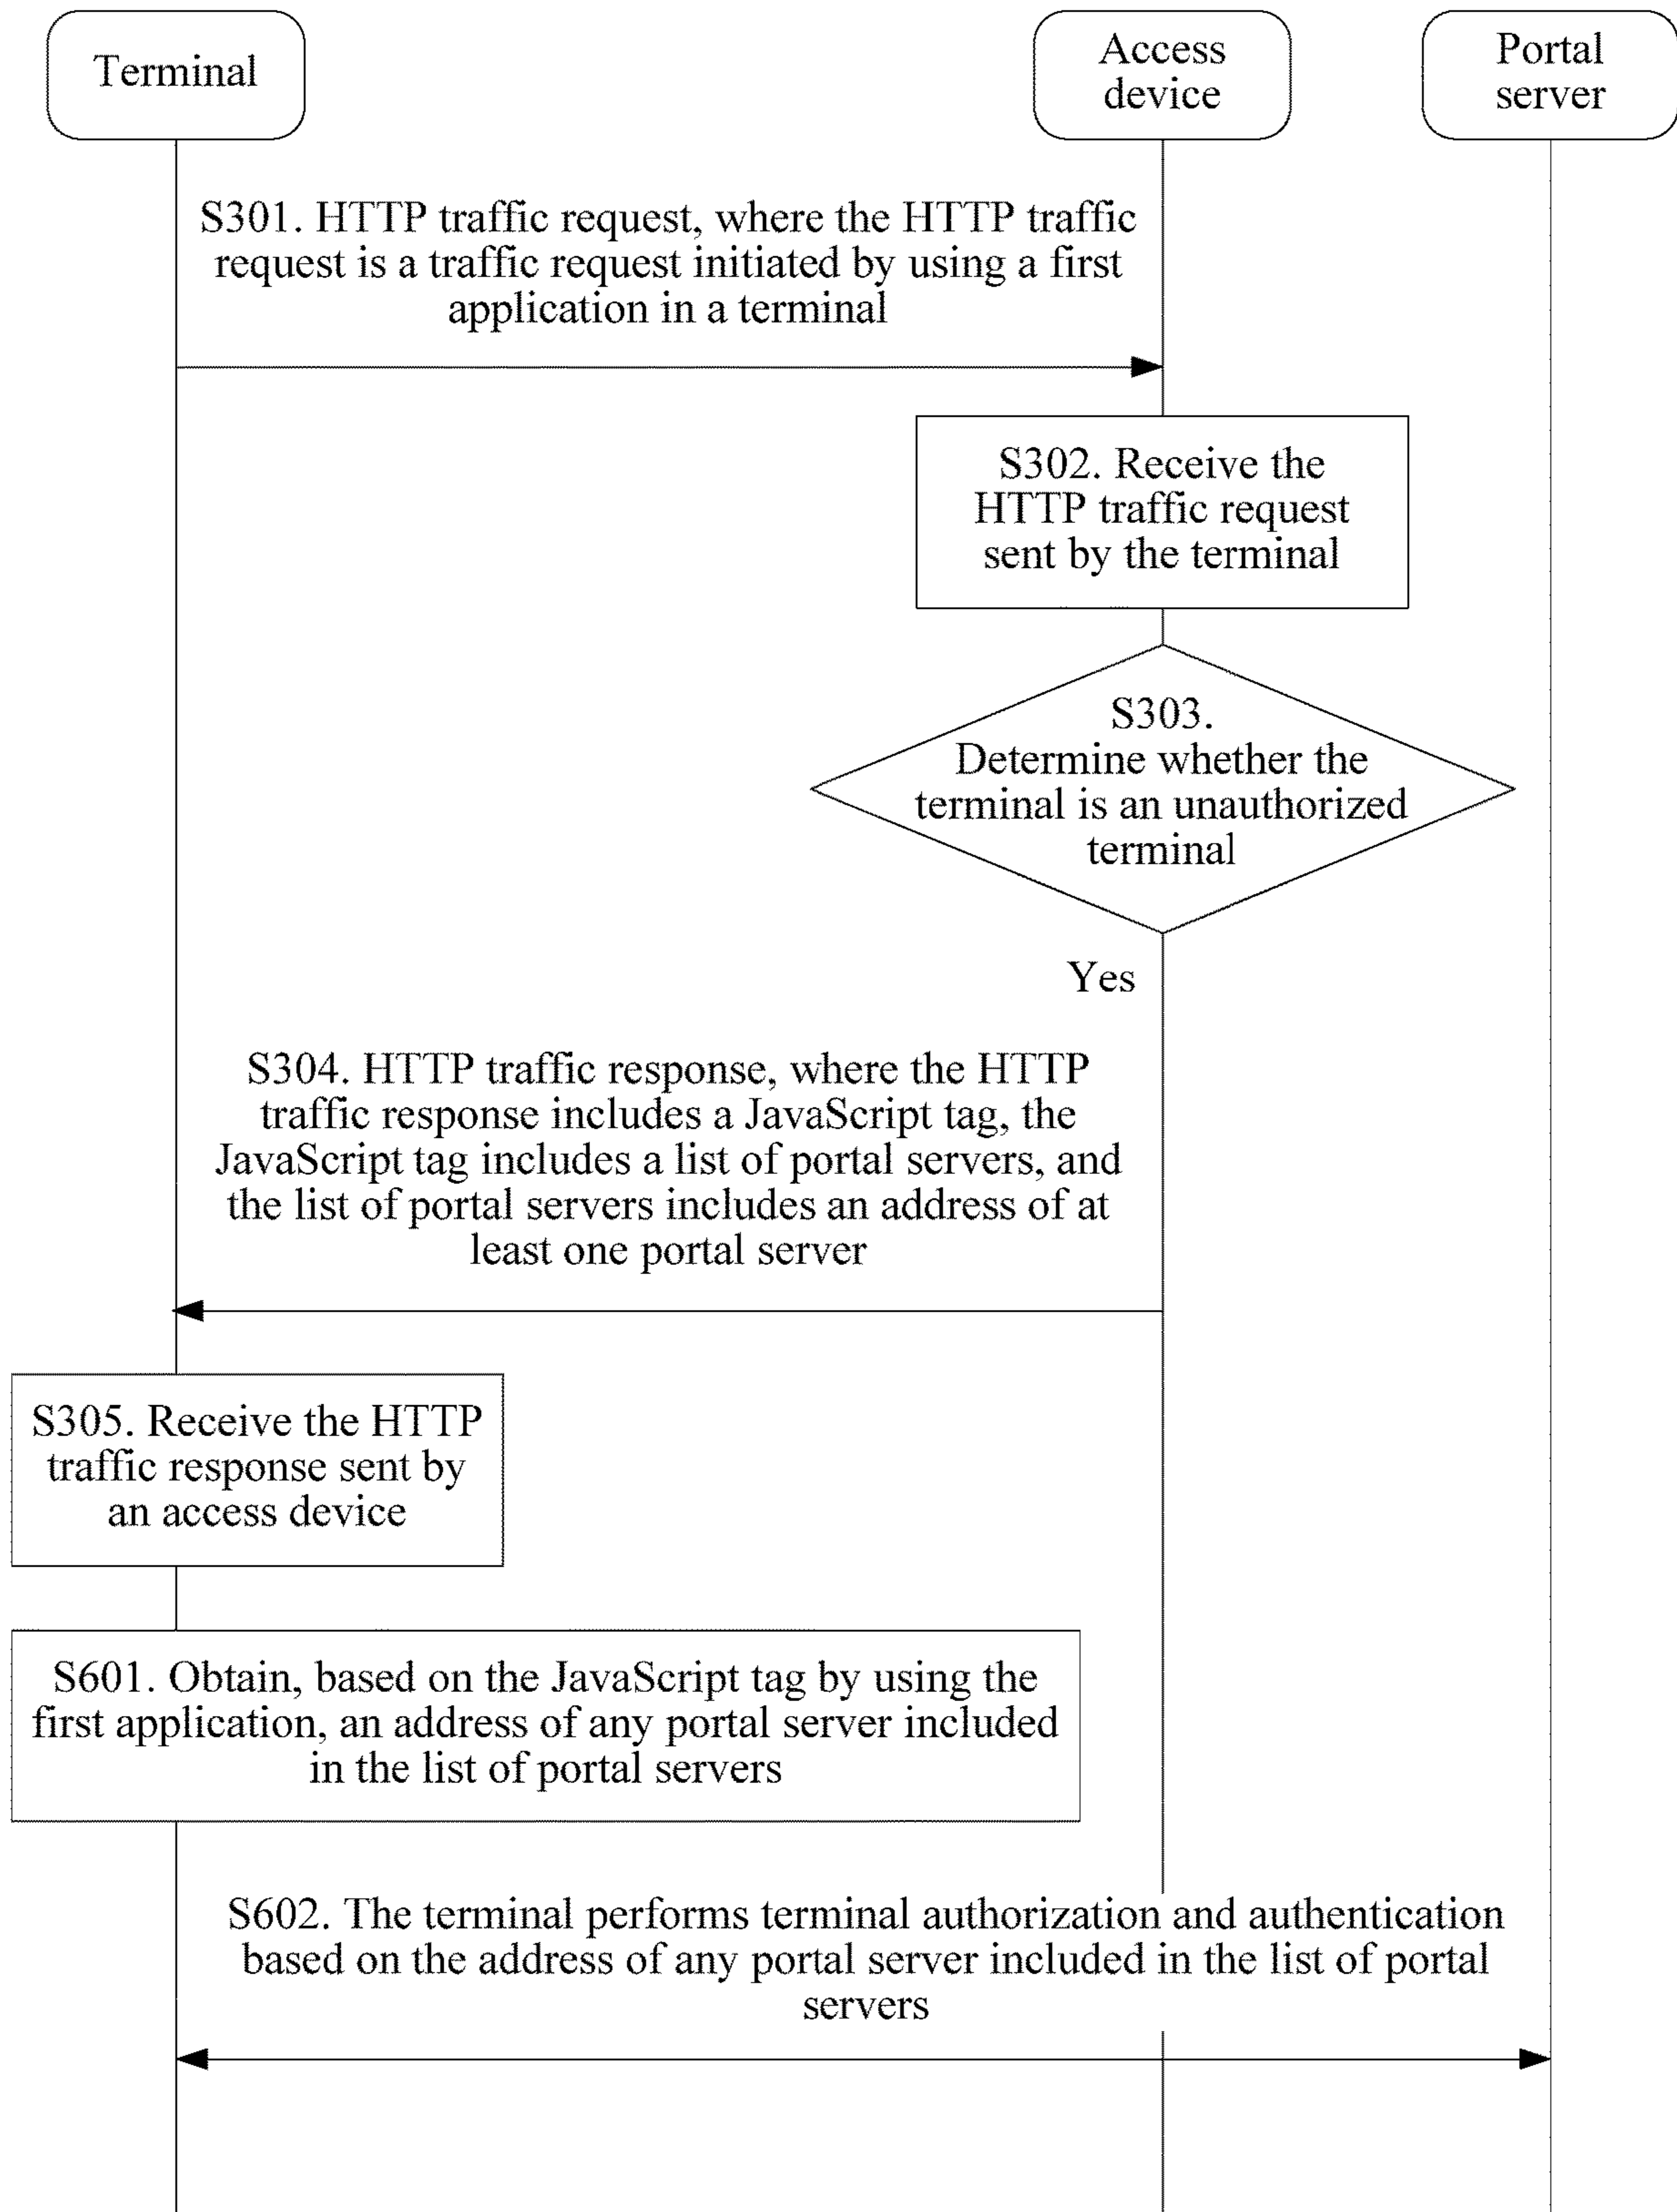 Terminal
Access
device
Portal
server
S301. HTTP traffic request, where the HTTP traffic
request is a traffic request initiated by using a first
application in a terminal
S302. Receive the
HTTP traffic request
sent by the terminal
S303.
Determine whether the
terminal is an unauthorized
terminal
Yes
S304. HTTP traffic response, where the HTTP
traffic response includes a JavaScript tag, the
JavaScript tag includes a list of portal servers, and
the list of portal servers includes an address of at
least one portal server
S305. Receive the HTTP
traffic response sent by
an access device
S601. Obtain, based on the JavaScript tag by using the
first application, an address of any portal server included
in the list of portal servers
S602. The terminal performs terminal authorization and authentication
based on the address of any portal server included in the list of portal
servers